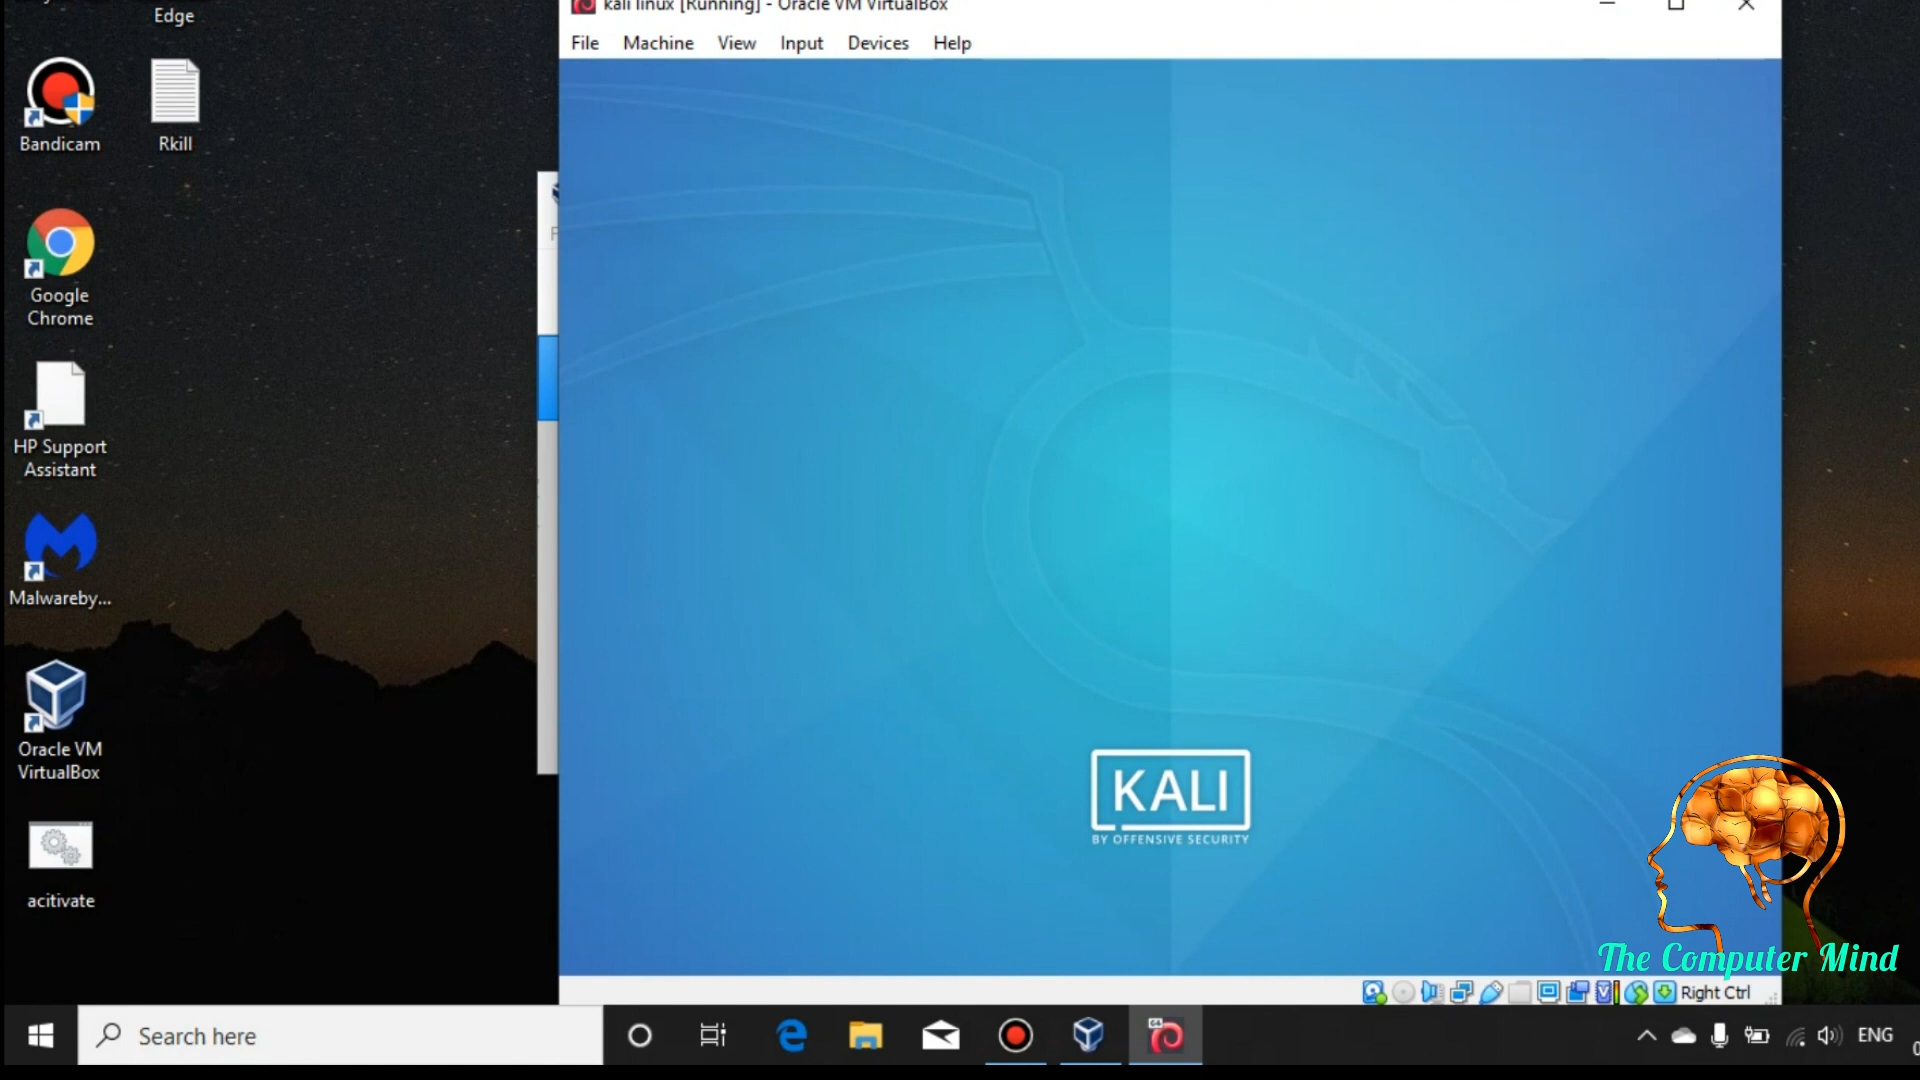 Edge
kali linux [Running] - Oracle VM VirtualBox
File Machine View Input Devices Help
Bandicam
Rkill
Google
Chrome
HP Support
Assistant
Malwareby...
Oracle VM
VirtualBox
acitivate
KALI
BY OFFENSIVE SECURITY
The Computer Mind
Right Ctrl
Search here
64
ENG